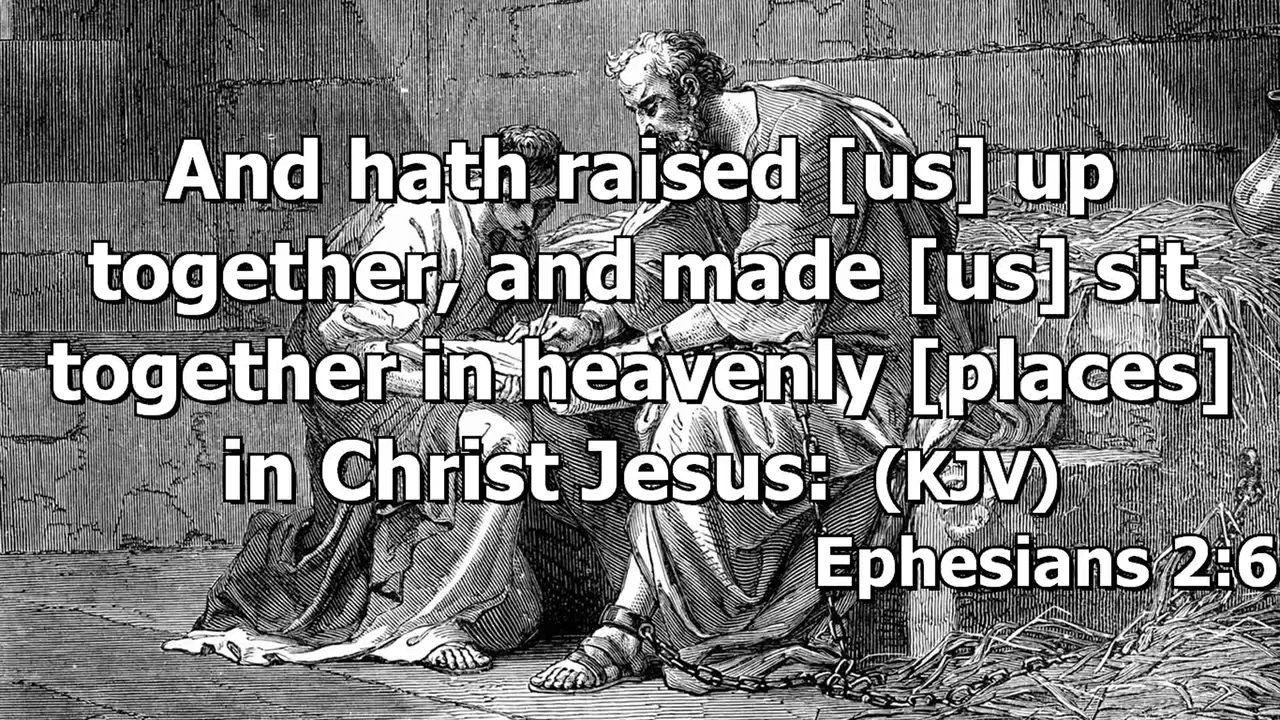 And hath raised [us] up
together, and made [us] sit
together in heavenly [places]
in Christ Jesus: (KJV)
Ephesians 2:6